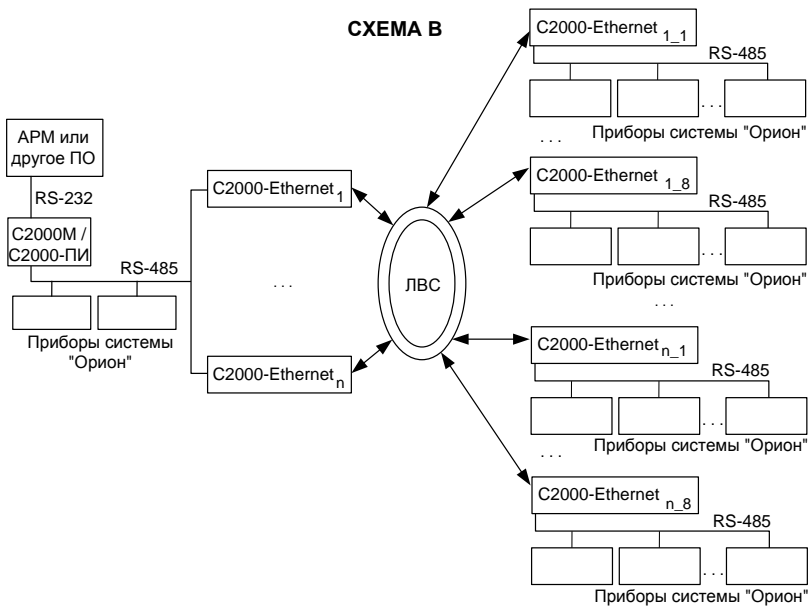 СХЕМА В
АРМ или
другое ПО
RS-232
С2000М /
С2000-ПИ
RS-485
Приборы системы
"Орион"
C2000-Ethernet 1
. . .
C2000-Ethernet n
ЛВС
C2000-Ethernet 1_1
RS-485
. . .
Приборы системы "Орион"
. . .
C2000-Ethernet 1_8
RS-485
. . .
Приборы системы "Орион"
. . .
C2000-Ethernet n_1
RS-485
. . .
Приборы системы "Орион"
. . .
C2000-Ethernet n_8
RS-485
. . .
Приборы системы "Орион"